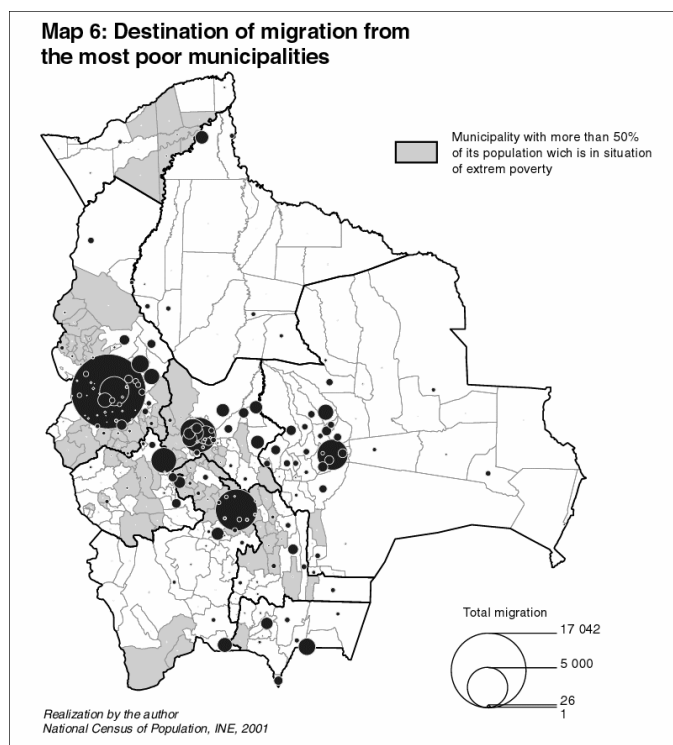 Map 6: Destination of migration from
the most poor municipalities
Municipality with more than 50%
of its population wich is in situation
of extrem poverty
Total migration
17 042
5 000
26
1
Realization by the author
National Census of Population, INE, 2001